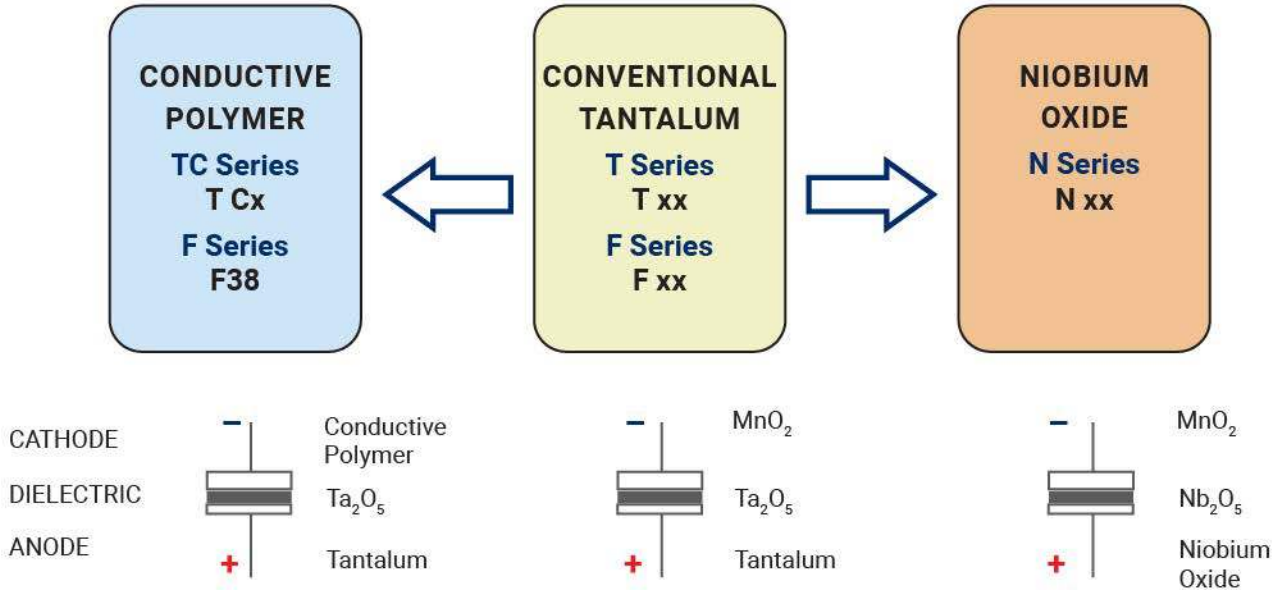 CONDUCTIVE
POLYMER
TC Series
T Cx
F Series
F38
CONVENTIONAL
TANTALUM
T Series
T xx
F Series
F xx
NIOBIUM
OXIDE
N Series
N xx
CATHODE
DIELECTRIC
ANODE
−
Conductive
Polymer
Ta₂O₅
+
Tantalum
−
MnO₂
Ta₂O₅
+
Tantalum
−
MnO₂
Nb₂O₅
+
Niobium
Oxide